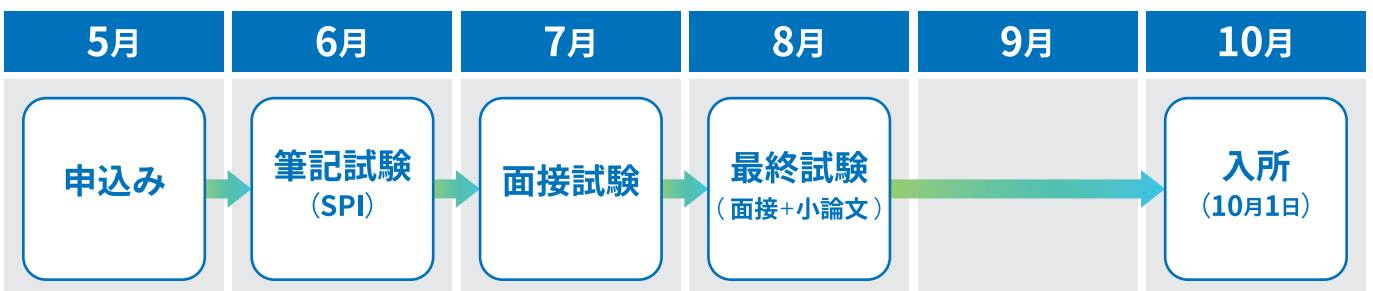 5月
6月
7月
8月
9月
10月
申込み
筆記試験
（SPI）
面接試験
最終試験
（面接+小論文）
入所
（10月1日）